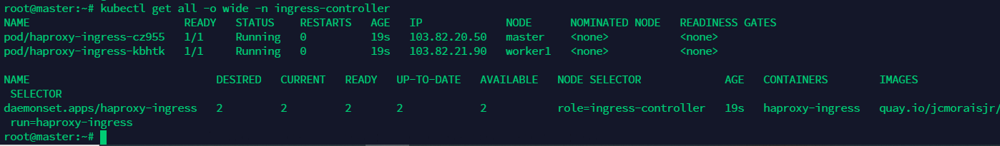 root@master:~# kubectl get all -o wide -n ingress-controller
NAME                        READY   STATUS    RESTARTS   AGE   IP             NODE      NOMINATED NODE   READINESS GATES
pod/haproxy-ingress-cz955   1/1     Running   0          19s   103.82.20.50   master    <none>           <none>
pod/haproxy-ingress-kbhtk   1/1     Running   0          19s   103.82.21.90   worker1   <none>           <none>
NAME                             DESIRED   CURRENT   READY   UP-TO-DATE   AVAILABLE   NODE SELECTOR             AGE   CONTAINERS        IMAGES
SELECTOR
daemonset.apps/haproxy-ingress   2         2         2       2            2           role=ingress-controller   19s   haproxy-ingress   quay.io/jcmoraisjr/
run=haproxy-ingress
root@master:~#